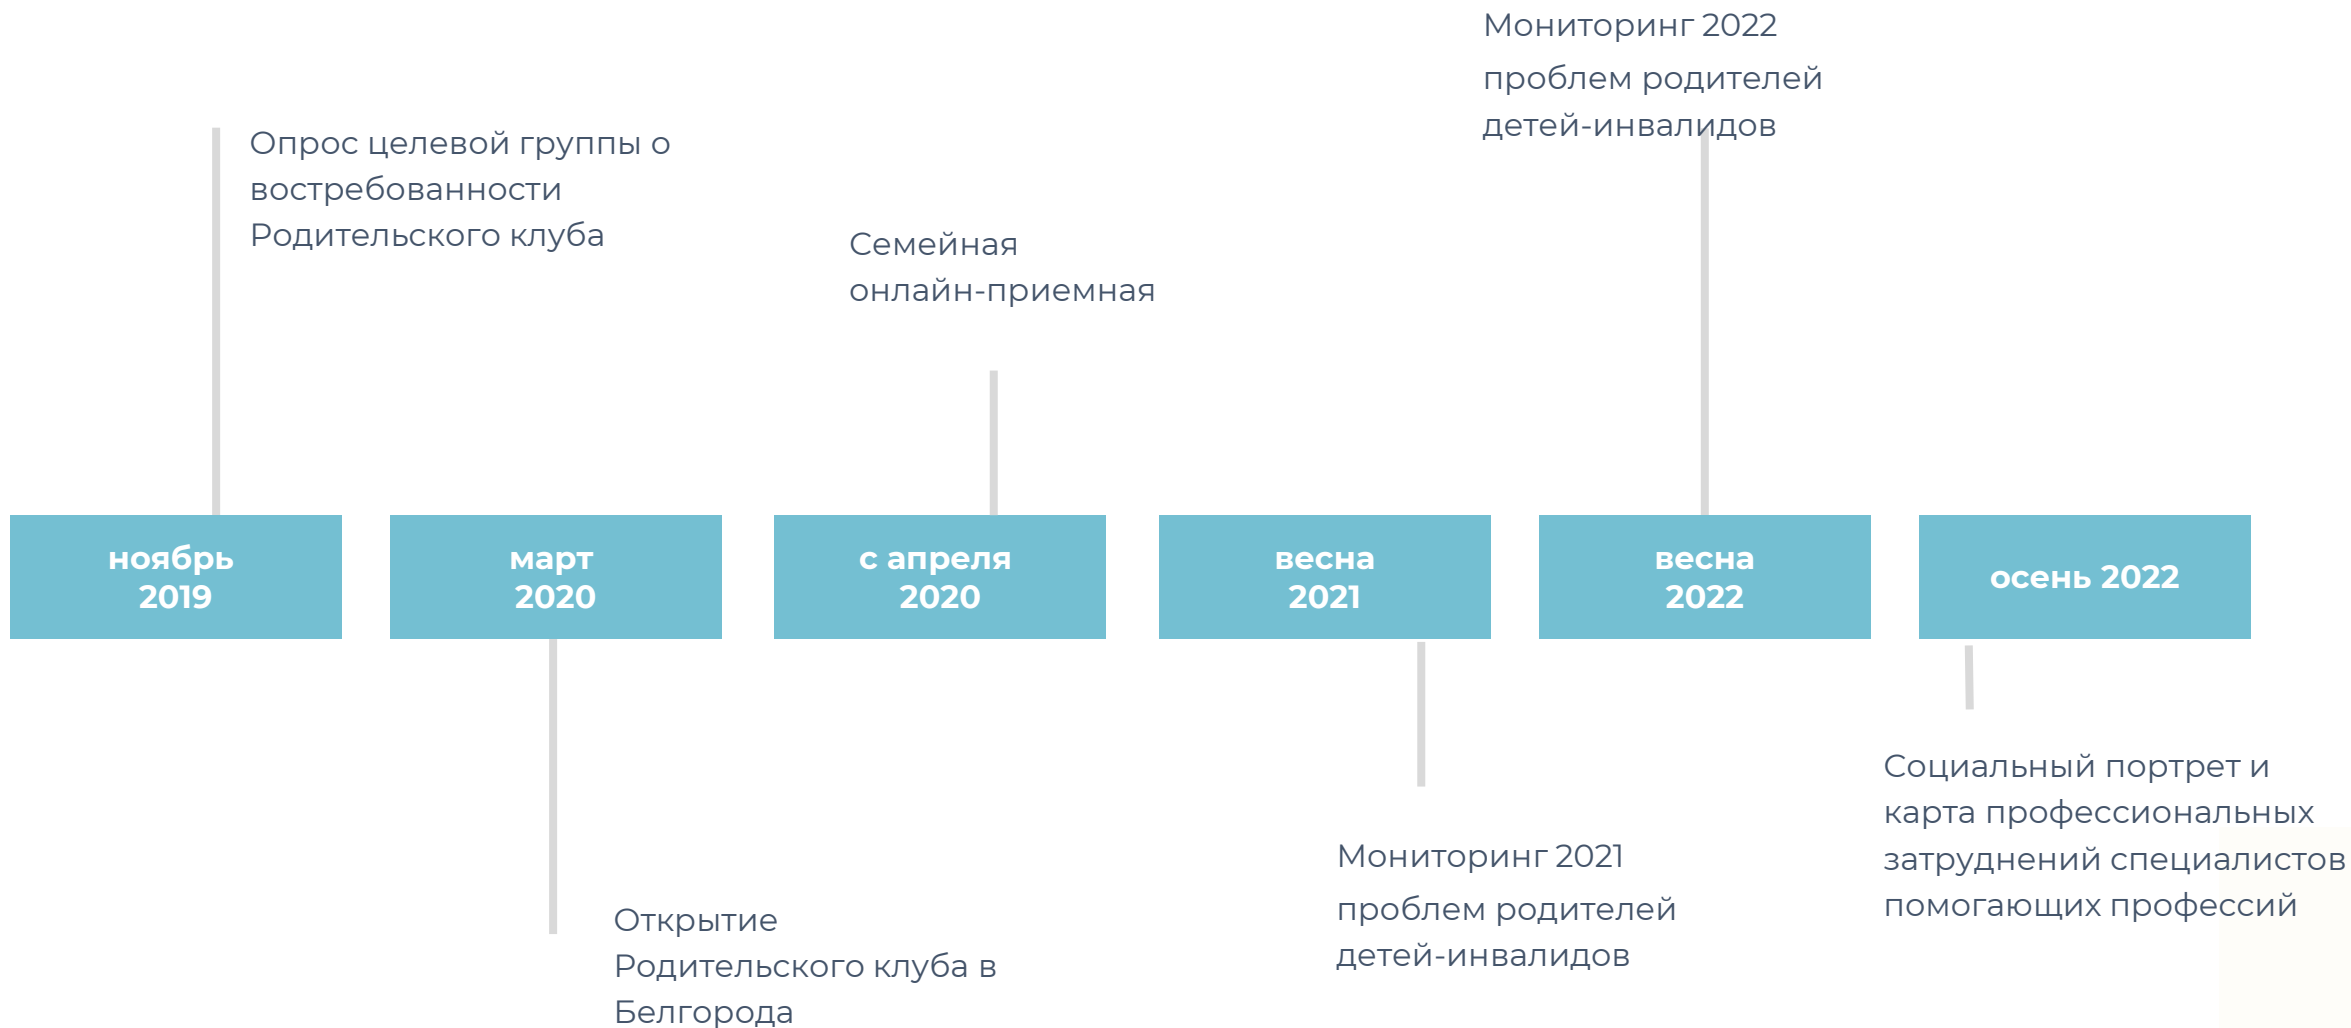 Мониторинг 2022
проблем родителей
детей-инвалидов
Опрос целевой группы о
востребованности
Родительского клуба
Семейная
онлайн-приемная
ноябрь
2019
март
2020
с апреля
2020
весна
2021
весна
2022
осень 2022
Открытие
Родительского клуба в
Белгорода
Мониторинг 2021
проблем родителей
детей-инвалидов
Социальный портрет и
карта профессиональных
затруднений специалистов
помогающих профессий